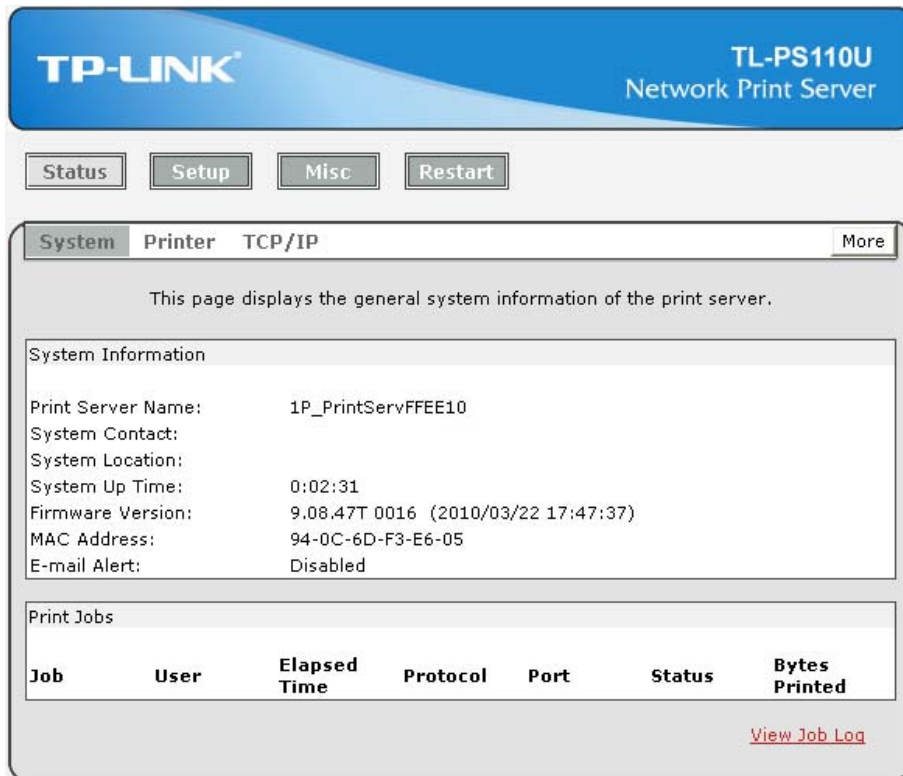 TP-LINK®
TL-PS110U
Network Print Server
Status Setup Misc Restart
System Printer TCP/IP More
This page displays the general system information of the print server.
System Information
Print Server Name: 1P_PrintServFFEE10
System Contact:
System Location:
System Up Time: 0:02:31
Firmware Version: 9.08.47T 0016 (2010/03/22 17:47:37)
MAC Address: 94-0C-6D-F3-E6-05
E-mail Alert: Disabled
Print Jobs
Job User Elapsed Time Protocol Port Status Bytes Printed
View Job Log